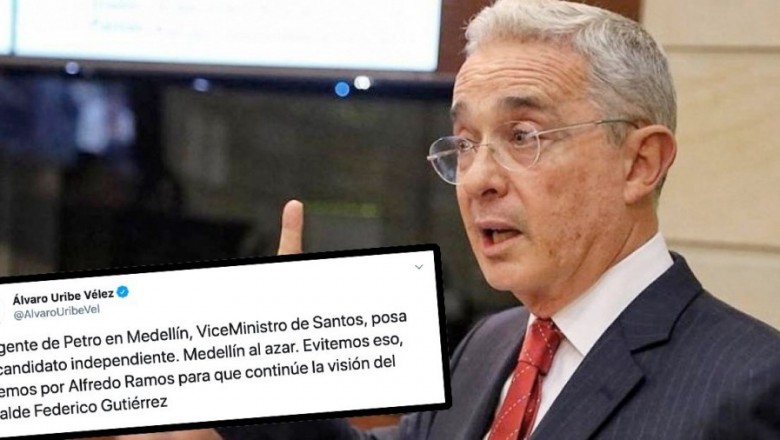 Álvaro Uribe Vélez
@AlvaroUribeVel
gente de Petro en Medellín, ViceMinistro de Santos, posa
candidato independiente. Medellín al azar. Evitemos eso,
emos por Alfredo Ramos para que continúe la visión del
alde Federico Gutiérrez